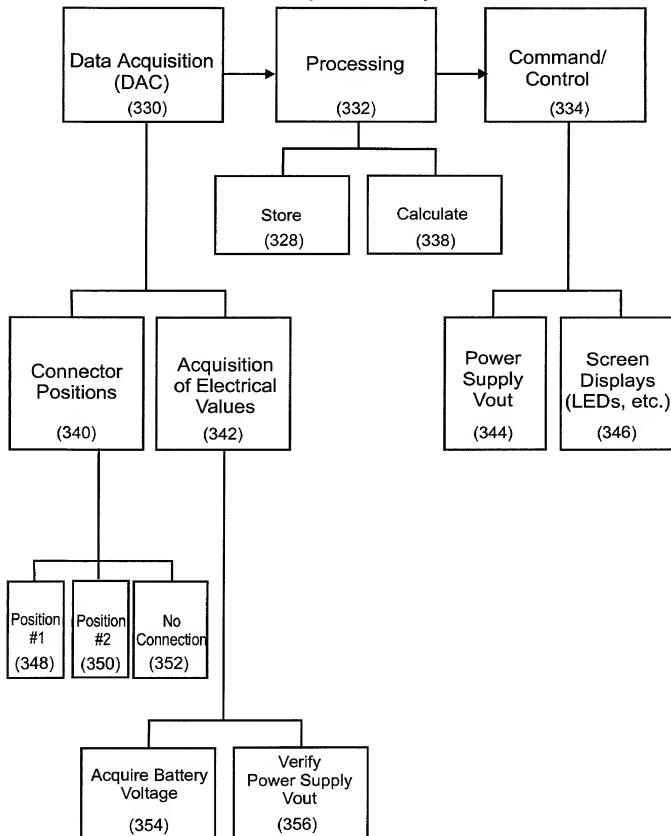 Data Acquisition
(DAC)
(330)
Processing
(332)
Command/
Control
(334)
Store
(328)
Calculate
(338)
Connector
Positions
(340)
Acquisition
of Electrical
Values
(342)
Power
Supply
Vout
(344)
Screen
Displays
(LEDs, etc.)
(346)
Position
#1
(348)
Position
#2
(350)
No
Connection
(352)
Acquire Battery
Voltage
(354)
Verify
Power Supply
Vout
(356)